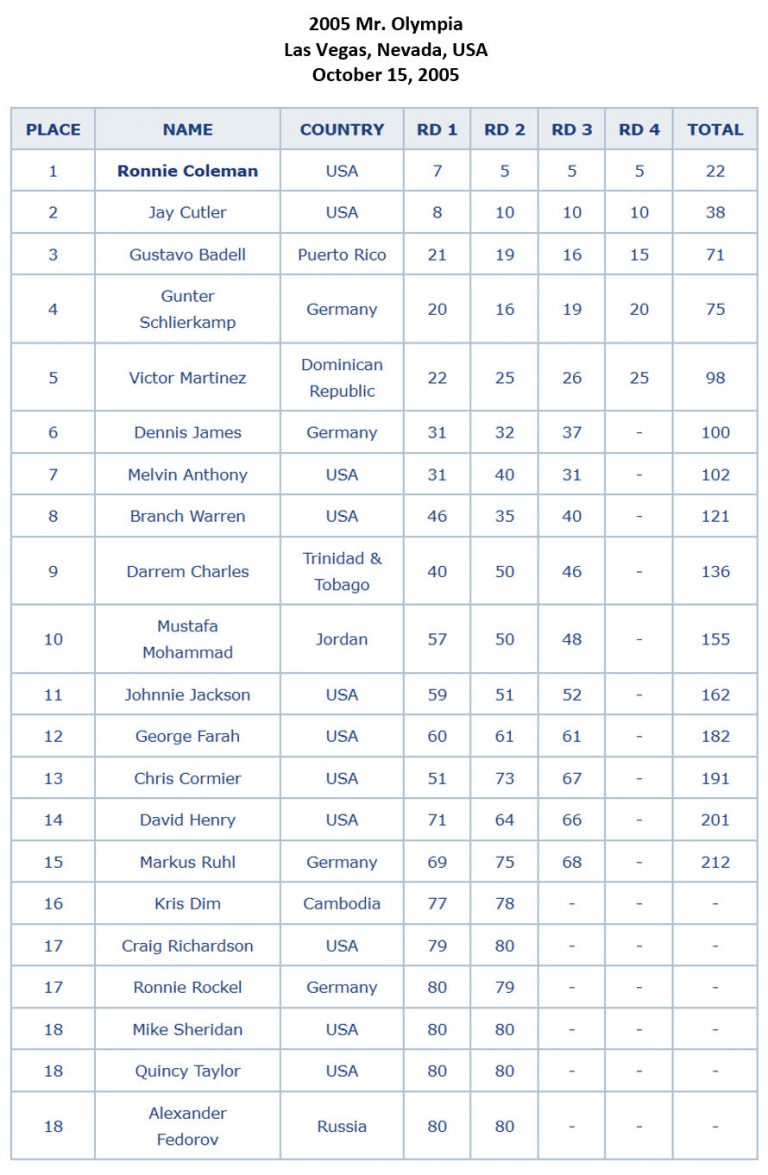 2005 Mr. Olympia
Las Vegas, Nevada, USA
October 15, 2005
PLACE NAME COUNTRY RD 1 RD 2 RD 3 RD 4 TOTAL
1 Ronnie Coleman USA 7 5 5 5 22
2 Jay Cutler USA 8 10 10 10 38
3 Gustavo Badell Puerto Rico 21 19 16 15 71
4 Gunter Schlierkamp Germany 20 16 19 20 75
5 Victor Martinez Dominican Republic 22 25 26 25 98
6 Dennis James Germany 31 32 37 - 100
7 Melvin Anthony USA 31 40 31 - 102
8 Branch Warren USA 46 35 40 - 121
9 Darrem Charles Trinidad & Tobago 40 50 46 - 136
10 Mustafa Mohammad Jordan 57 50 48 - 155
11 Johnnie Jackson USA 59 51 52 - 162
12 George Farah USA 60 61 61 - 182
13 Chris Cormier USA 51 73 67 - 191
14 David Henry USA 71 64 66 - 201
15 Markus Ruhl Germany 69 75 68 - 212
16 Kris Dim Cambodia 77 78 - - -
17 Craig Richardson USA 79 80 - - -
17 Ronnie Rockel Germany 80 79 - - -
18 Mike Sheridan USA 80 80 - - -
18 Quincy Taylor USA 80 80 - - -
18 Alexander Fedorov Russia 80 80 - - -